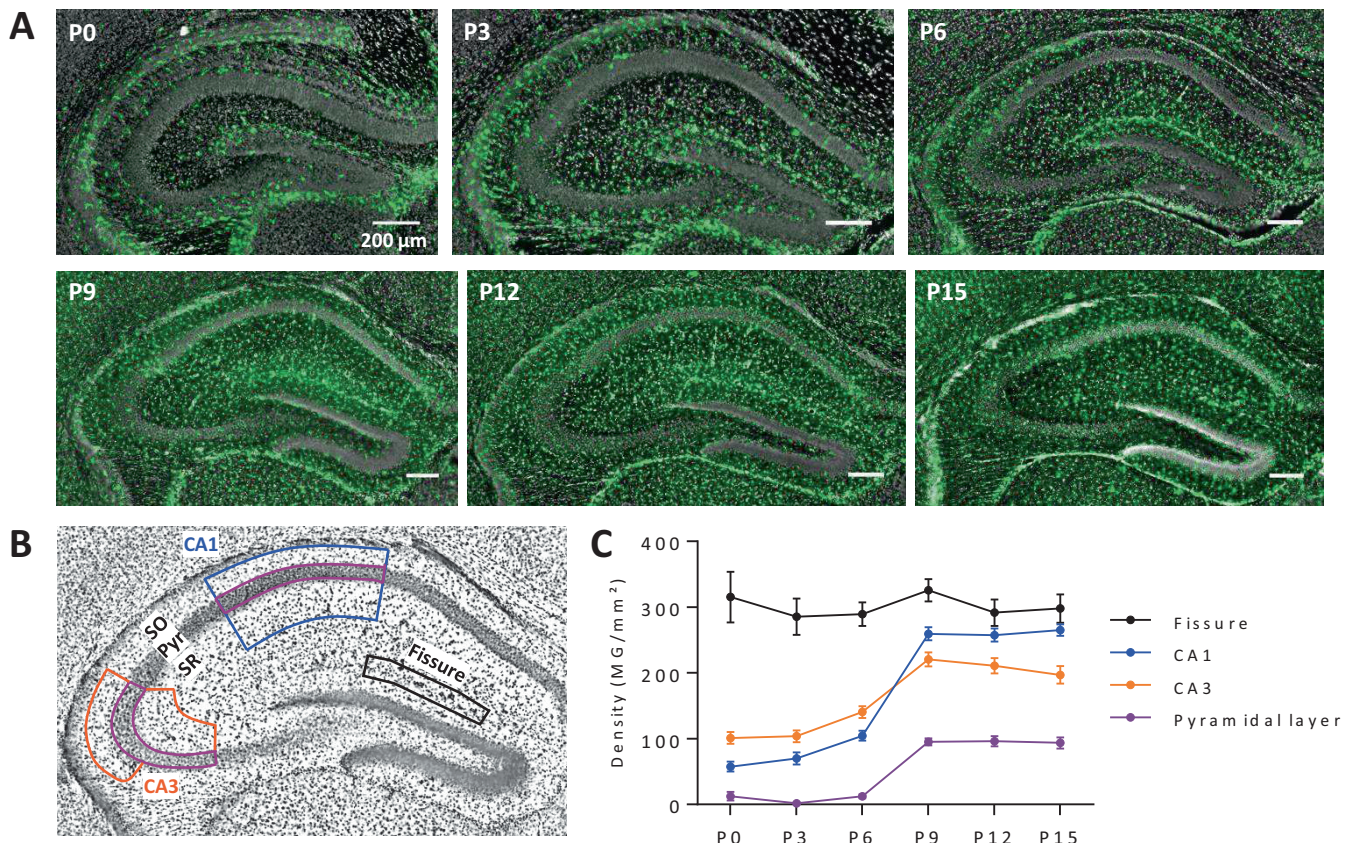 A
P0
P3
P6
200 µm
P9
P12
P15
B
CA1
SO
Pyr
SR
Fissure
CA3
C
Density (MG/mm²)
400
300
200
100
0
P0 P3 P6 P9 P12 P15
Fissure
CA1
CA3
Pyramidal layer